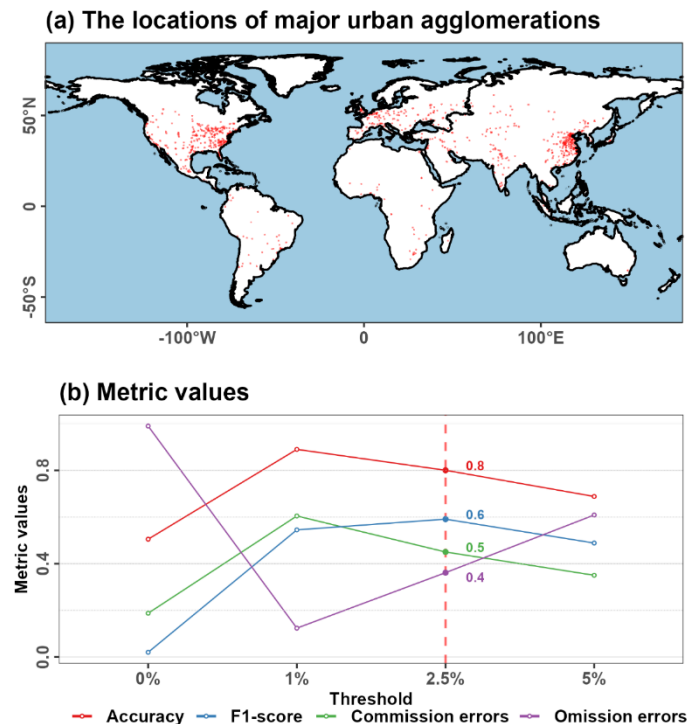 (a) The locations of major urban agglomerations
50°N
0
-50°S
-100°W
0
100°E
(b) Metric values
Metric values
0.8
0.4
0.0
0.8
0.6
0.5
0.4
0%
1%
2.5%
5%
Threshold
Accuracy
F1-score
Commission errors
Omission errors